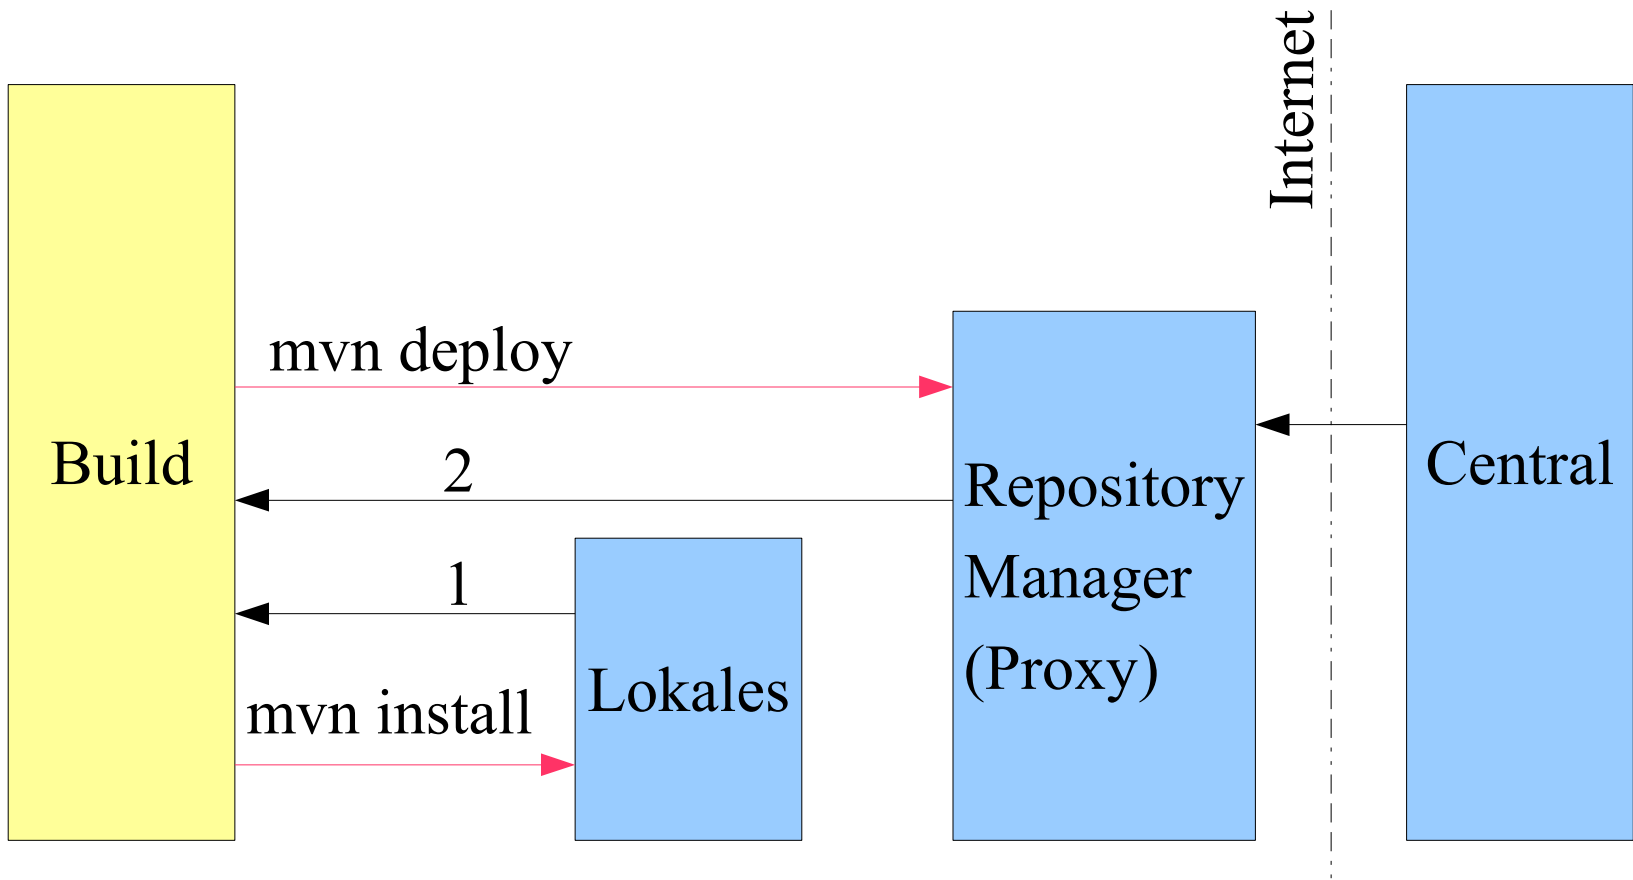 Internet
mvn deploy
Build
2
Repository
Manager
(Proxy)
Central
1
Lokales
mvn install